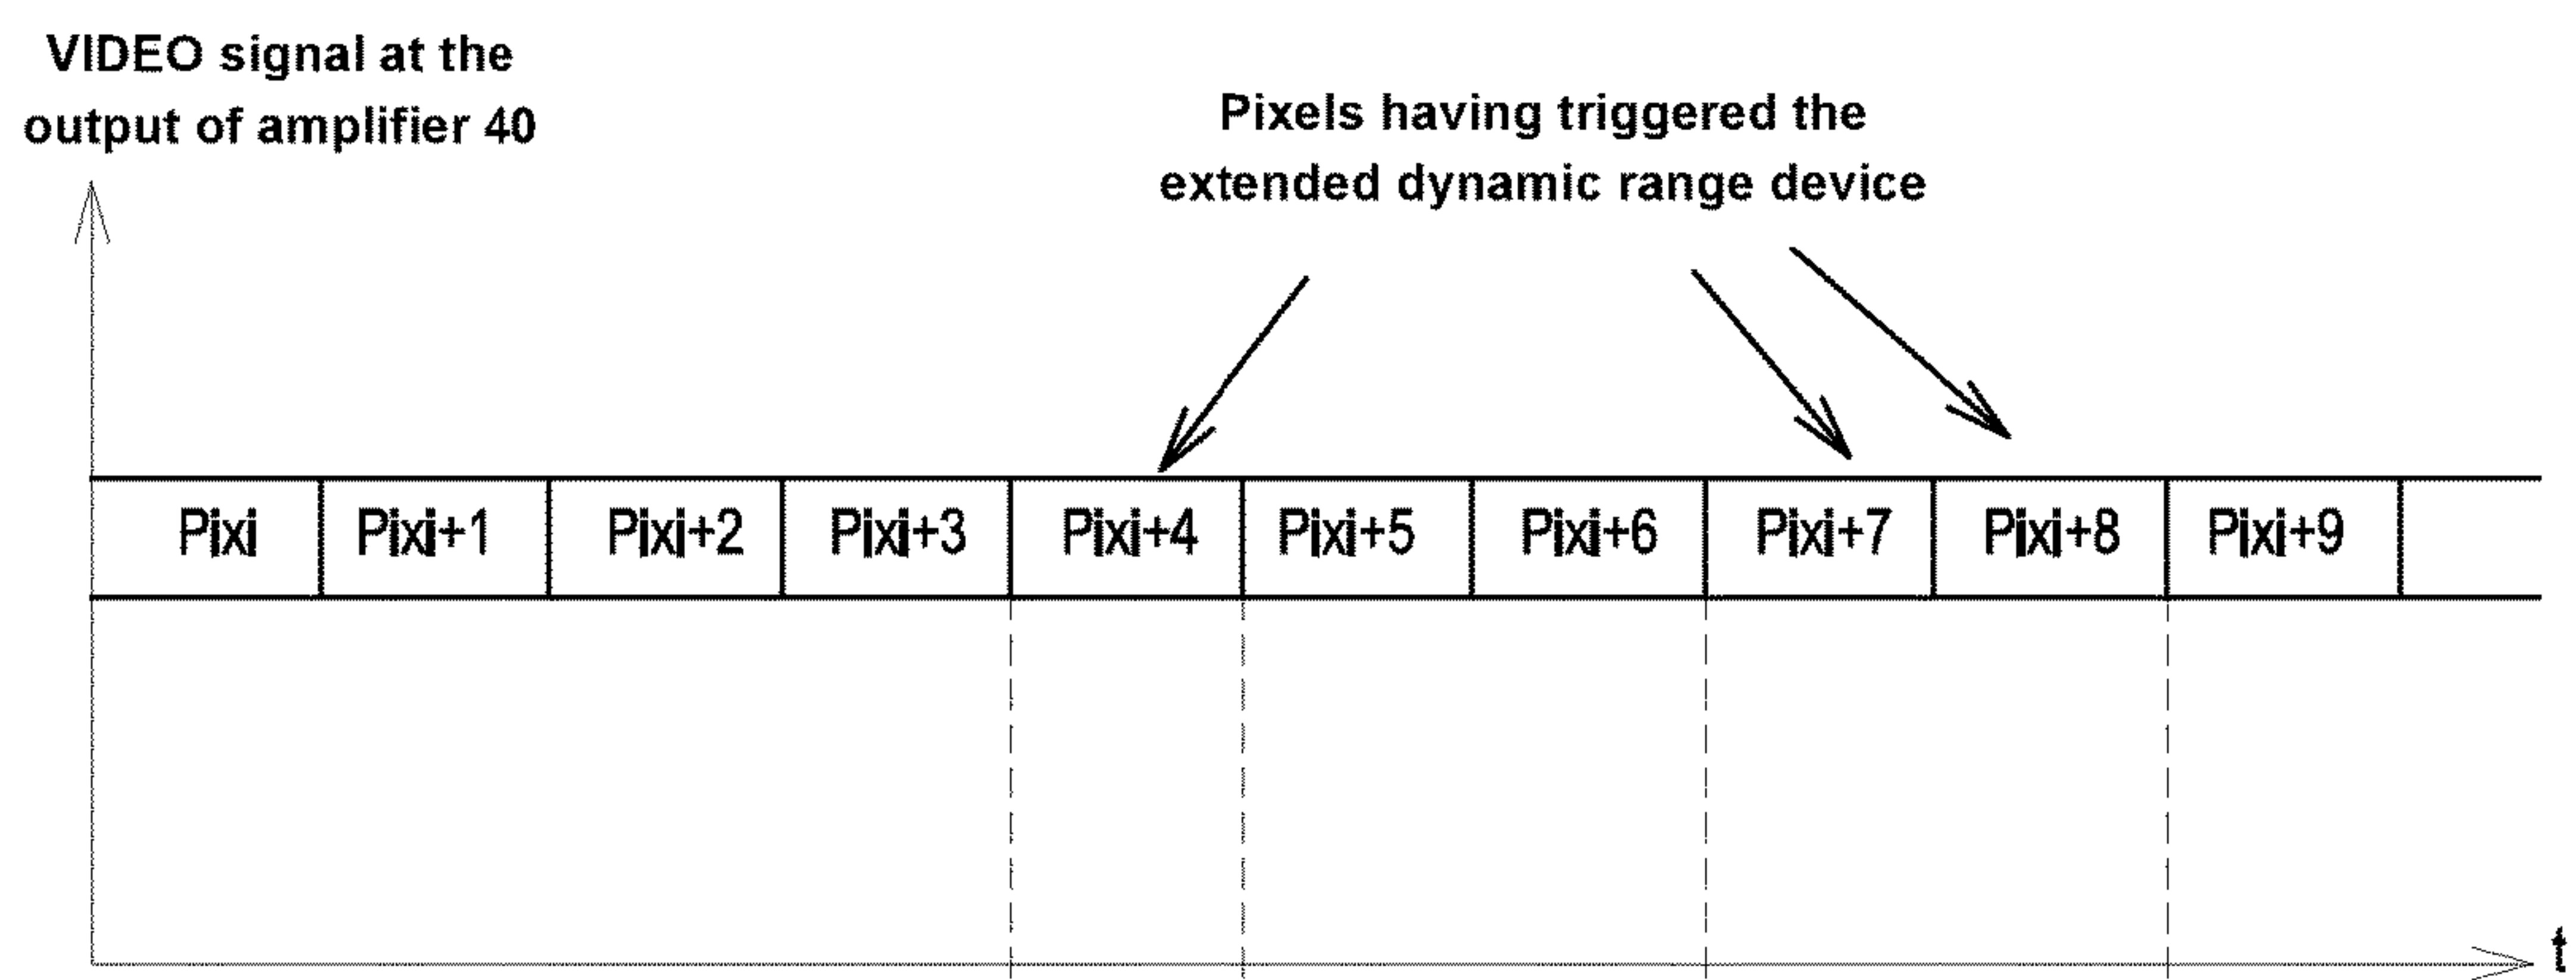 VIDEO signal at the
output of amplifier 40
Pixels having triggered the
extended dynamic range device
Pixi Pixi+1 Pixi+2 Pixi+3 Pixi+4 Pixi+5 Pixi+6 Pixi+7 Pixi+8 Pixi+9
t